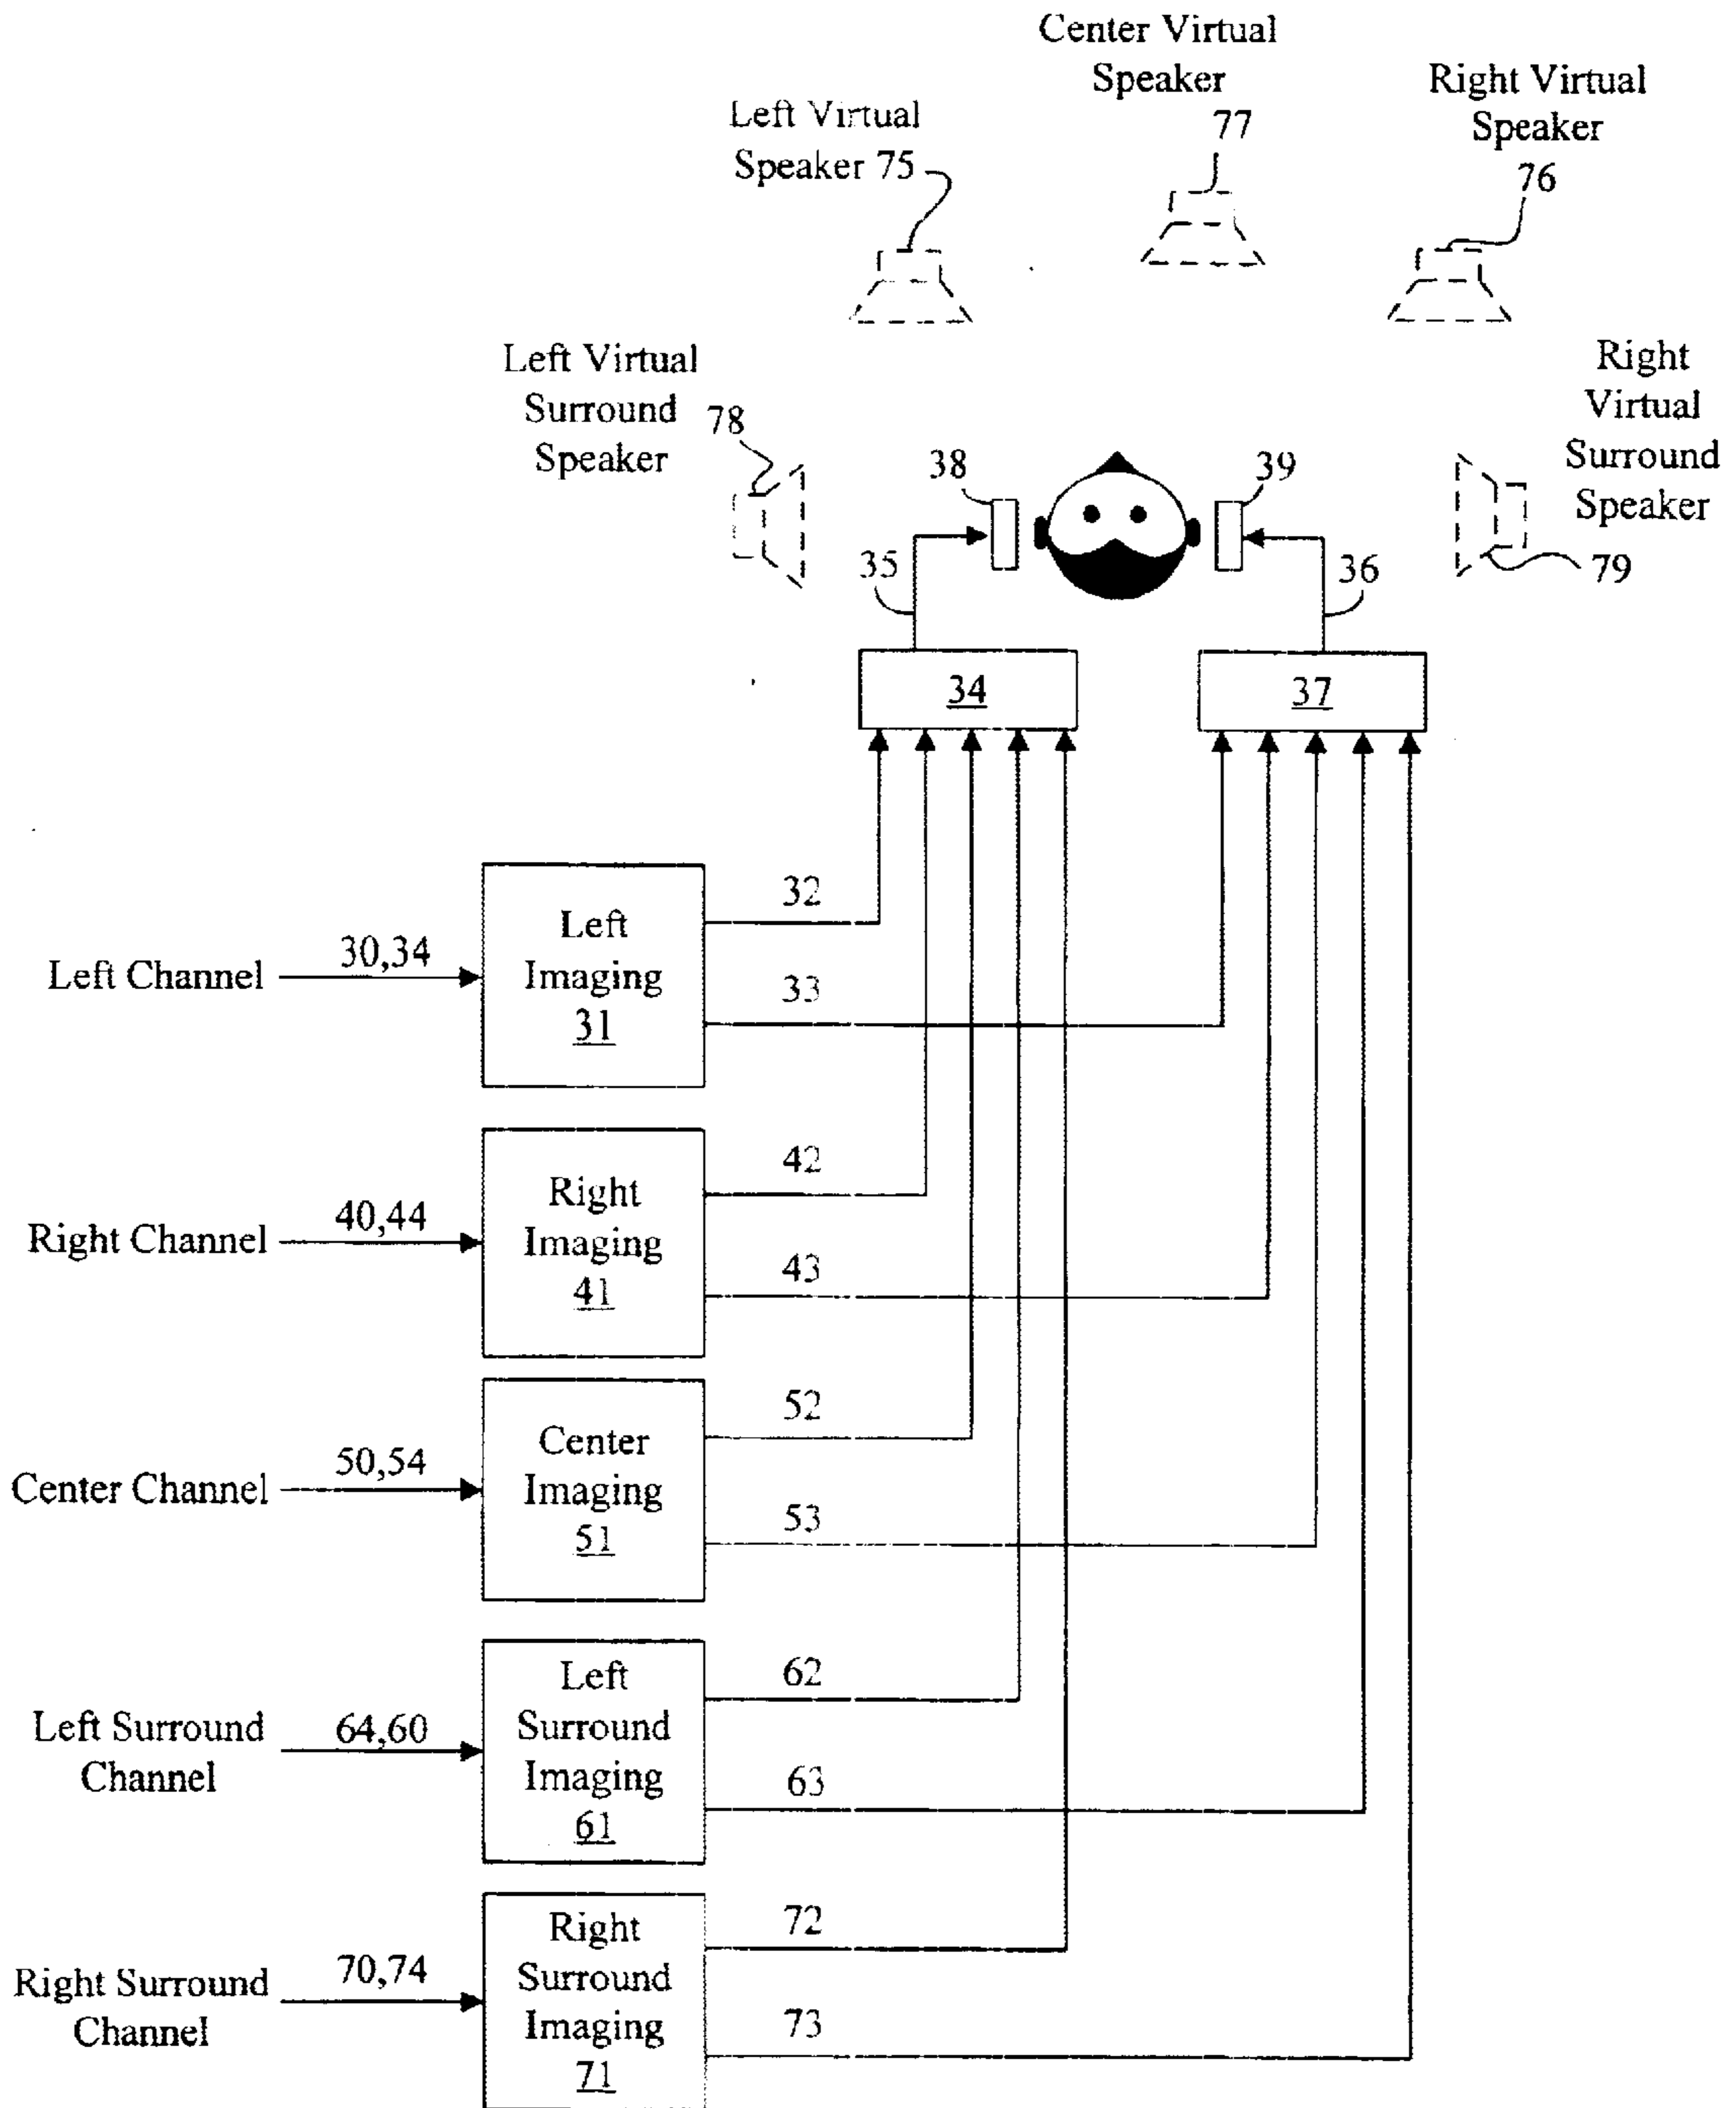 Center Virtual
Speaker
77
Right Virtual
Speaker
76
Left Virtual
Speaker 75
Left Virtual
Surround
Speaker
78
Right
Virtual
Surround
Speaker
79
38
39
35
36
34
37
Left Channel
30,34
Left
Imaging
31
32
33
Right Channel
40,44
Right
Imaging
41
42
43
Center Channel
50,54
Center
Imaging
51
52
53
Left Surround
Channel
64,60
Left
Surround
Imaging
61
62
63
Right Surround
Channel
70,74
Right
Surround
Imaging
71
72
73